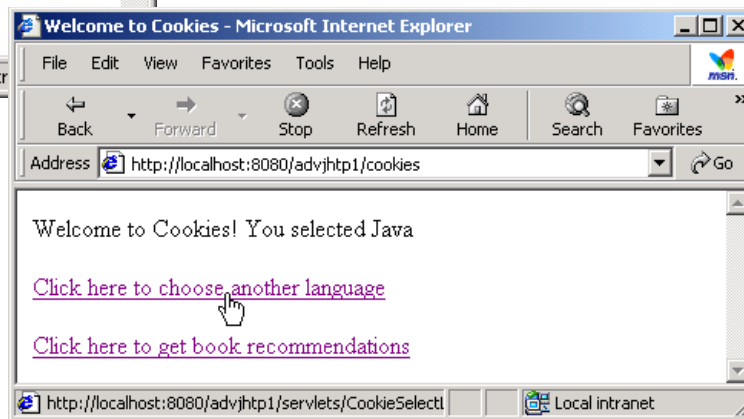 Welcome to Cookies - Microsoft Internet Explorer
File Edit View Favorites Tools Help
msn.
Back Forward Stop Refresh Home Search Favorites »
Address http://localhost:8080/advjhtp1/cookies Go
Welcome to Cookies! You selected Java
Click here to choose another language
Click here to get book recommendations
http://localhost:8080/advjhtp1/servlets/CookieSelectL Local intranet